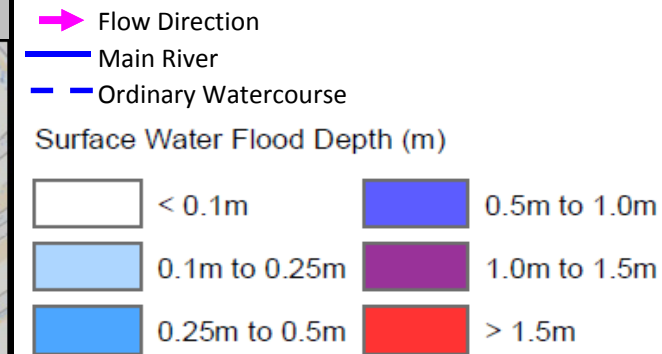 Flow Direction
Main River
Ordinary Watercourse
Surface Water Flood Depth (m)
< 0.1m
0.5m to 1.0m
0.1m to 0.25m
1.0m to 1.5m
0.25m to 0.5m
> 1.5m